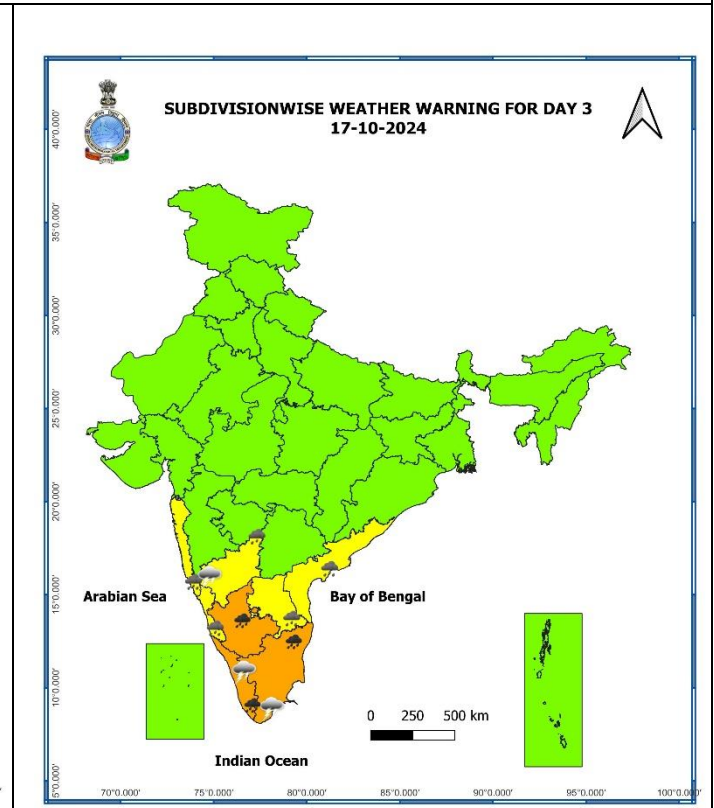 SUBDIVISIONWISE WEATHER WARNING FOR DAY 3
17-10-2024
40°0.000'
35°0.000'
30°0.000'
25°0.000'
20°0.000'
15°0.000'
10°0.000'
5°0.000'
Arabian Sea
Bay of Bengal
0 250 500 km
Indian Ocean
70°0.000' 75°0.000' 80°0.000' 85°0.000' 90°0.000' 95°0.000' 100°0.000'